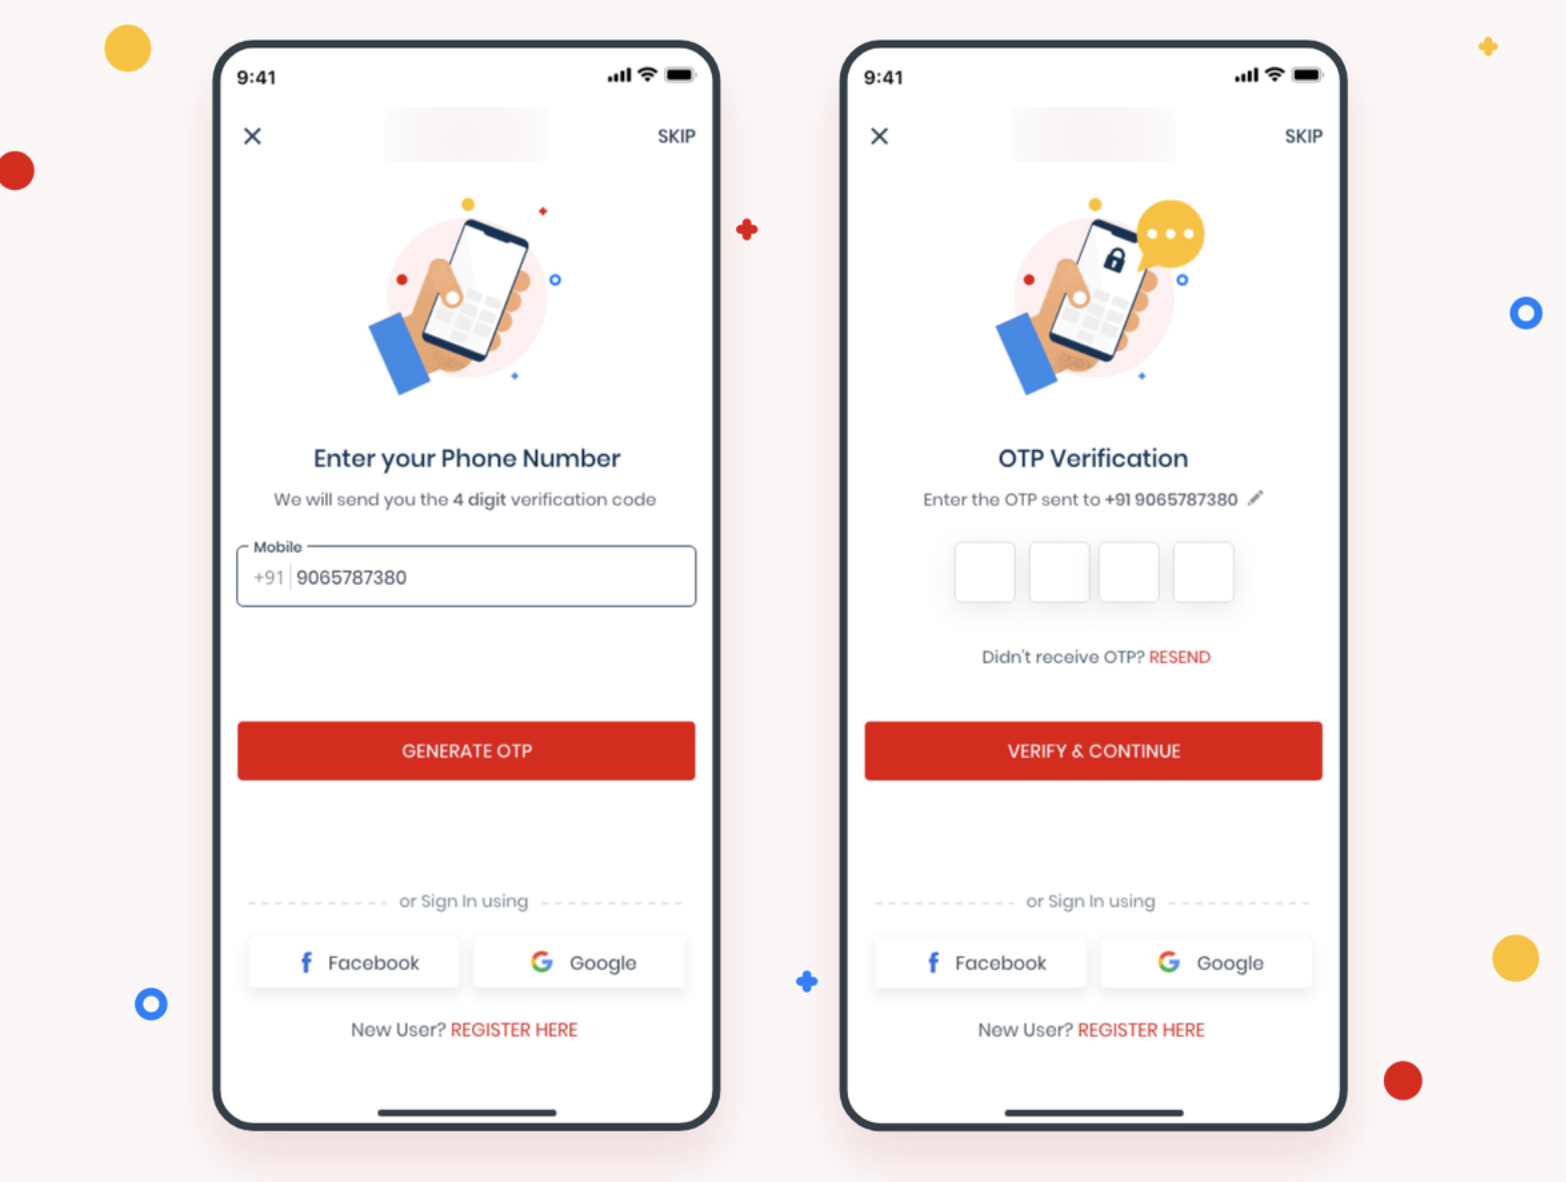 9:41
SKIP
Enter your Phone Number
We will send you the 4 digit verification code
Mobile
+91 9065787380
GENERATE OTP
or Sign In using
Facebook
Google
New User? REGISTER HERE
9:41
SKIP
OTP Verification
Enter the OTP sent to +91 9065787380
Didn't receive OTP? RESEND
VERIFY & CONTINUE
or Sign In using
Facebook
Google
New User? REGISTER HERE